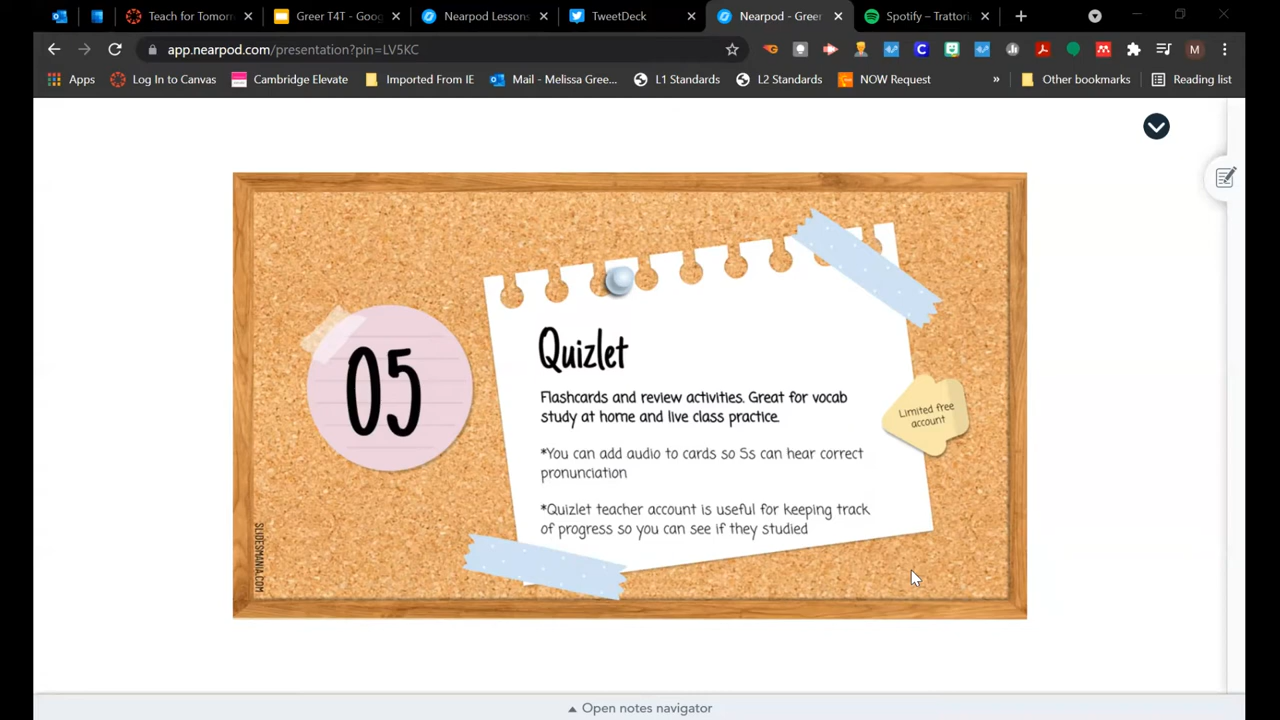 Teach for Tomorr
Greer T4T - Goog
Nearpod Lessons
TweetDeck
Nearpod - Greer
Spotify – Trattori
app.nearpod.com/presentation?pin=LV5KC
M
Apps
Log In to Canvas
Cambridge Elevate
Imported From IE
Mail - Melissa Gree...
L1 Standards
L2 Standards
NOW Request
»
Other bookmarks
Reading list
05
Quizlet
Flashcards and review activities. Great for vocab
study at home and live class practice.
*You can add audio to cards so Ss can hear correct
pronunciation
*Quizlet teacher account is useful for keeping track
of progress so you can see if they studied
Limited free
account
SLIDESMANIA.COM
Open notes navigator